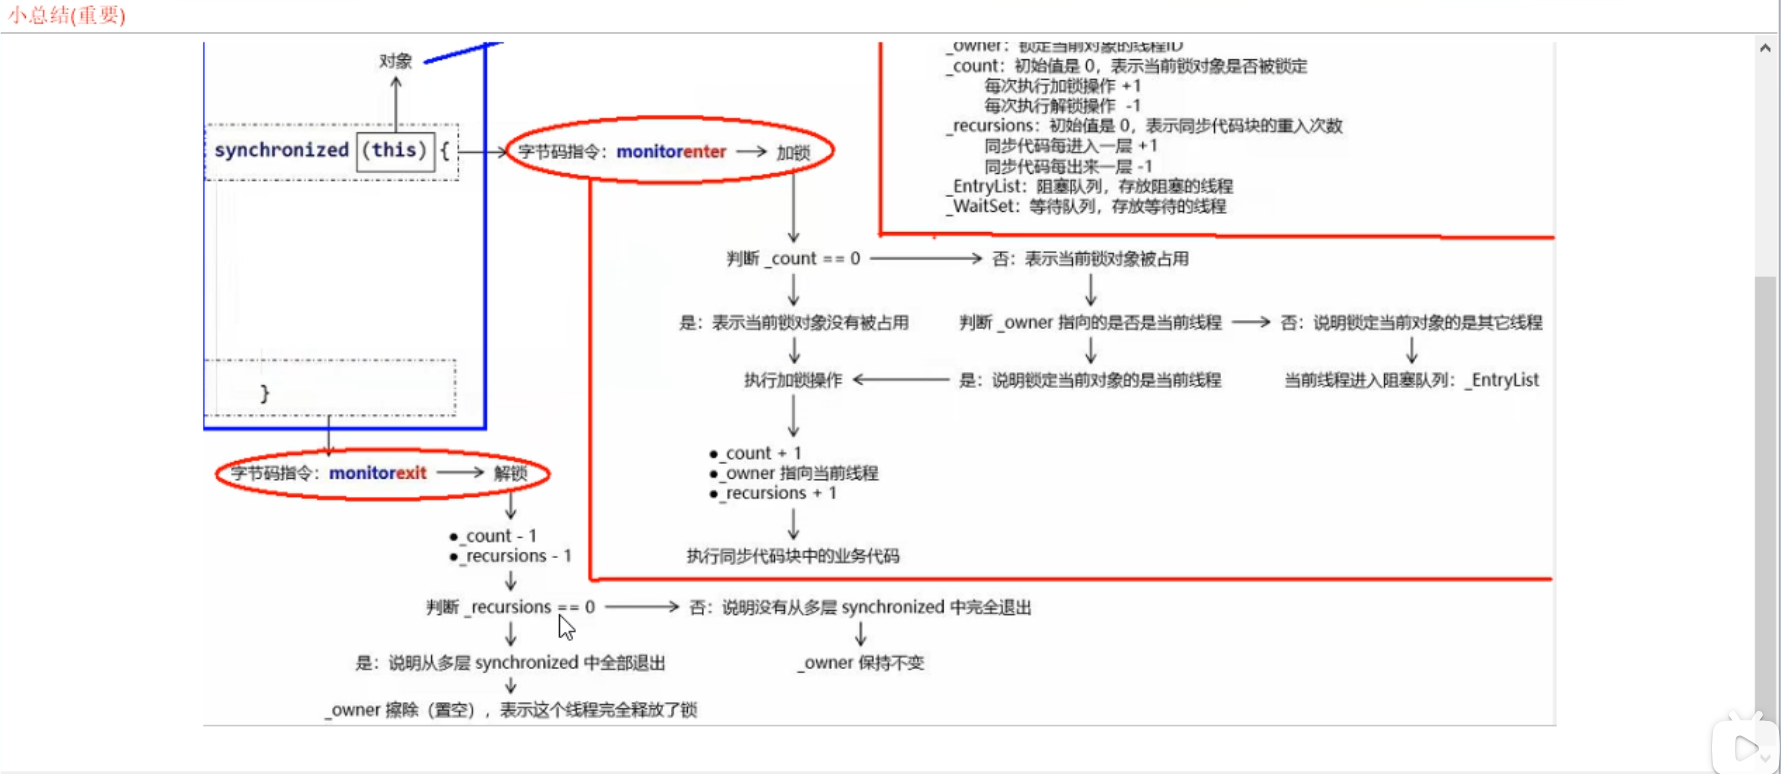 小总结(重要)
对象
synchronized (this) {
}
字节码指令：monitorenter
加锁
_owner：锁定当前对象的线程ID
_count：初始值是 0，表示当前锁对象是否被锁定
每次执行加锁操作 +1
每次执行解锁操作 -1
_recursions：初始值是 0，表示同步代码块的重入次数
同步代码每进入一层 +1
同步代码每出来一层 -1
_EntryList：阻塞队列，存放阻塞的线程
_WaitSet：等待队列，存放等待的线程
判断 _count == 0
否：表示当前锁对象被占用
是：表示当前锁对象没有被占用
判断 _owner 指向的是否是当前线程
否：说明锁定当前对象的是其它线程
执行加锁操作
是：说明锁定当前对象的是当前线程
当前线程进入阻塞队列：_EntryList
●_count + 1
●_owner 指向当前线程
●_recursions + 1
执行同步代码块中的业务代码
字节码指令：monitorexit
解锁
●_count - 1
●_recursions - 1
判断 _recursions == 0
否：说明没有从多层 synchronized 中完全退出
是：说明从多层 synchronized 中全部退出
_owner 保持不变
_owner 擦除（置空），表示这个线程完全释放了锁